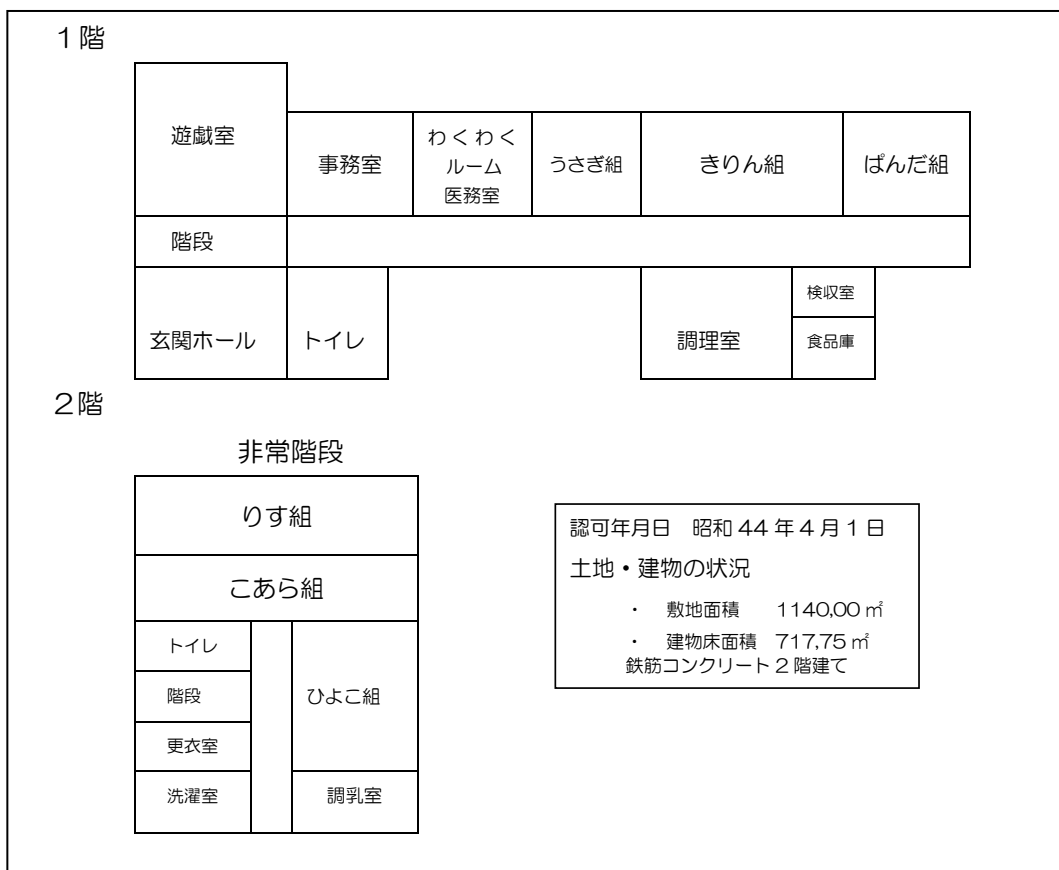 1階
遊戯室
事務室
わくわく
ルーム
医務室
うさぎ組
きりん組
ぱんだ組
階段
玄関ホール
トイレ
調理室
検収室
食品庫
2階
非常階段
りす組
こあら組
トイレ
階段
更衣室
洗濯室
ひよこ組
調乳室
認可年月日 昭和44年4月1日
土地・建物の状況
・ 敷地面積 1140,00㎡
・ 建物床面積 717,75㎡
鉄筋コンクリート2階建て